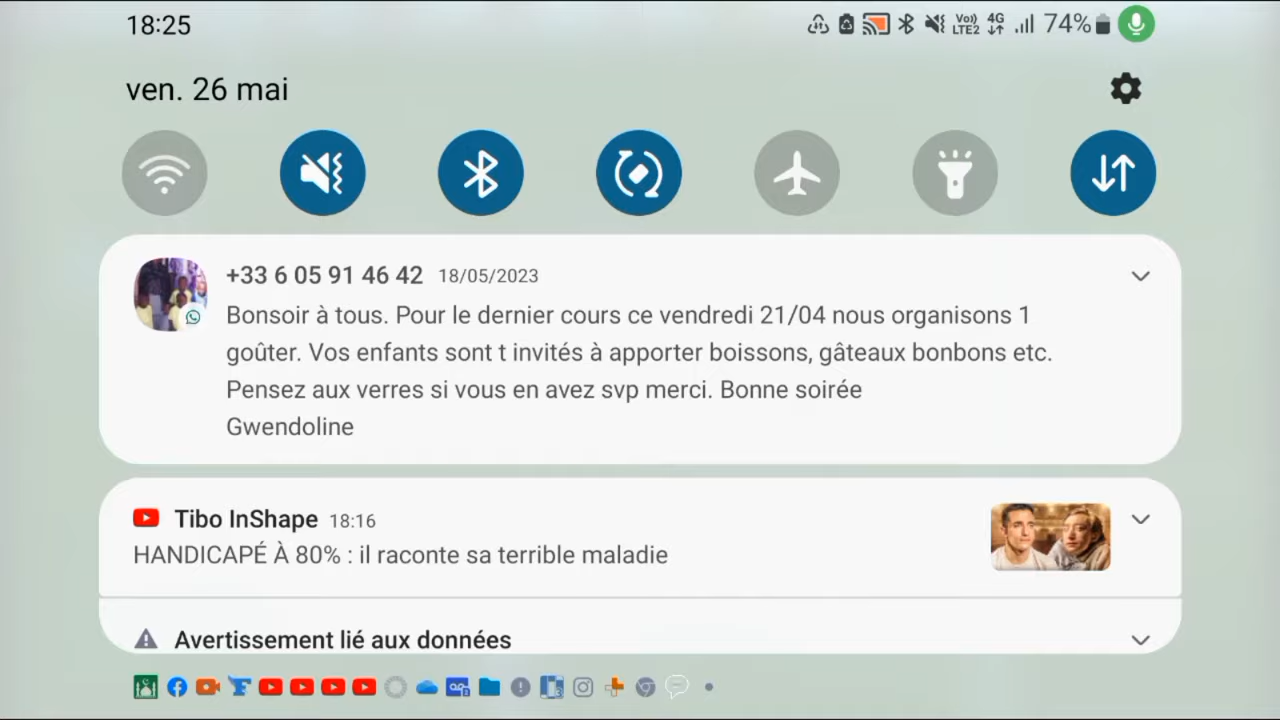 18:25
Vo)) LTE2 4G 74%
ven. 26 mai
+33 6 05 91 46 42 18/05/2023
Bonsoir à tous. Pour le dernier cours ce vendredi 21/04 nous organisons 1
goûter. Vos enfants sont t invités à apporter boissons, gâteaux bonbons etc.
Pensez aux verres si vous en avez svp merci. Bonne soirée
Gwendoline
Tibo InShape 18:16
HANDICAPÉ À 80% : il raconte sa terrible maladie
Avertissement lié aux données